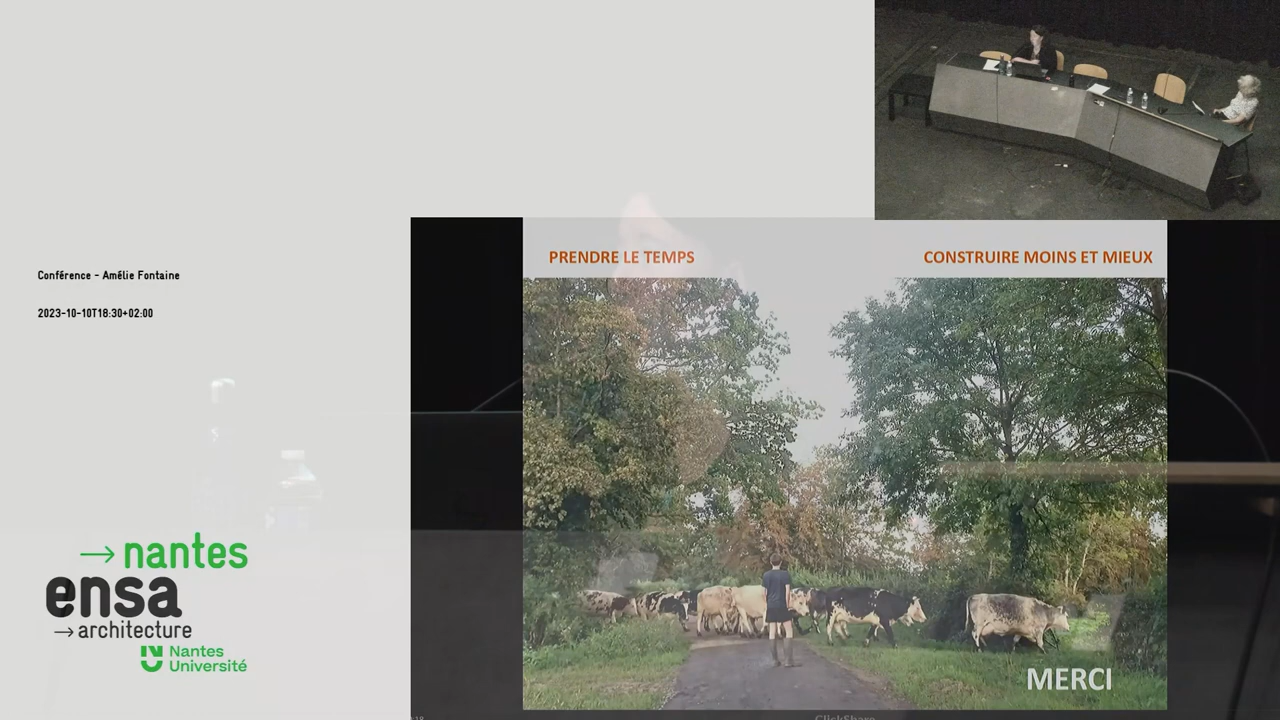 PRENDRE LE TEMPS
CONSTRUIRE MOINS ET MIEUX
Conférence - Amélie Fontaine
2023-10-10T18:30+02:00
→nantes
ensa
→architecture
Nantes
Université
MERCI
ClickShare